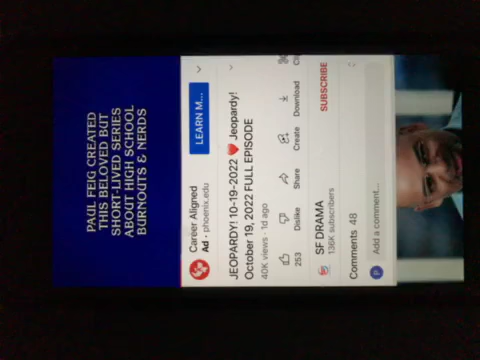 PAUL FEIG CREATED
THIS BELOVED BUT
SHORT-LIVED SERIES
ABOUT HIGH SCHOOL
BURNOUTS & NERDS
Career Aligned
Ad • phoenix.edu
LEARN M...
JEOPARDY! 10-19-2022 ❤️ Jeopardy!
October 19, 2022 FULL EPISODE
40K views · 1d ago
253
Dislike
Share
Create
Download
Cli
SF DRAMA
136K subscribers
SUBSCRIBE
Comments 48
P
Add a comment...